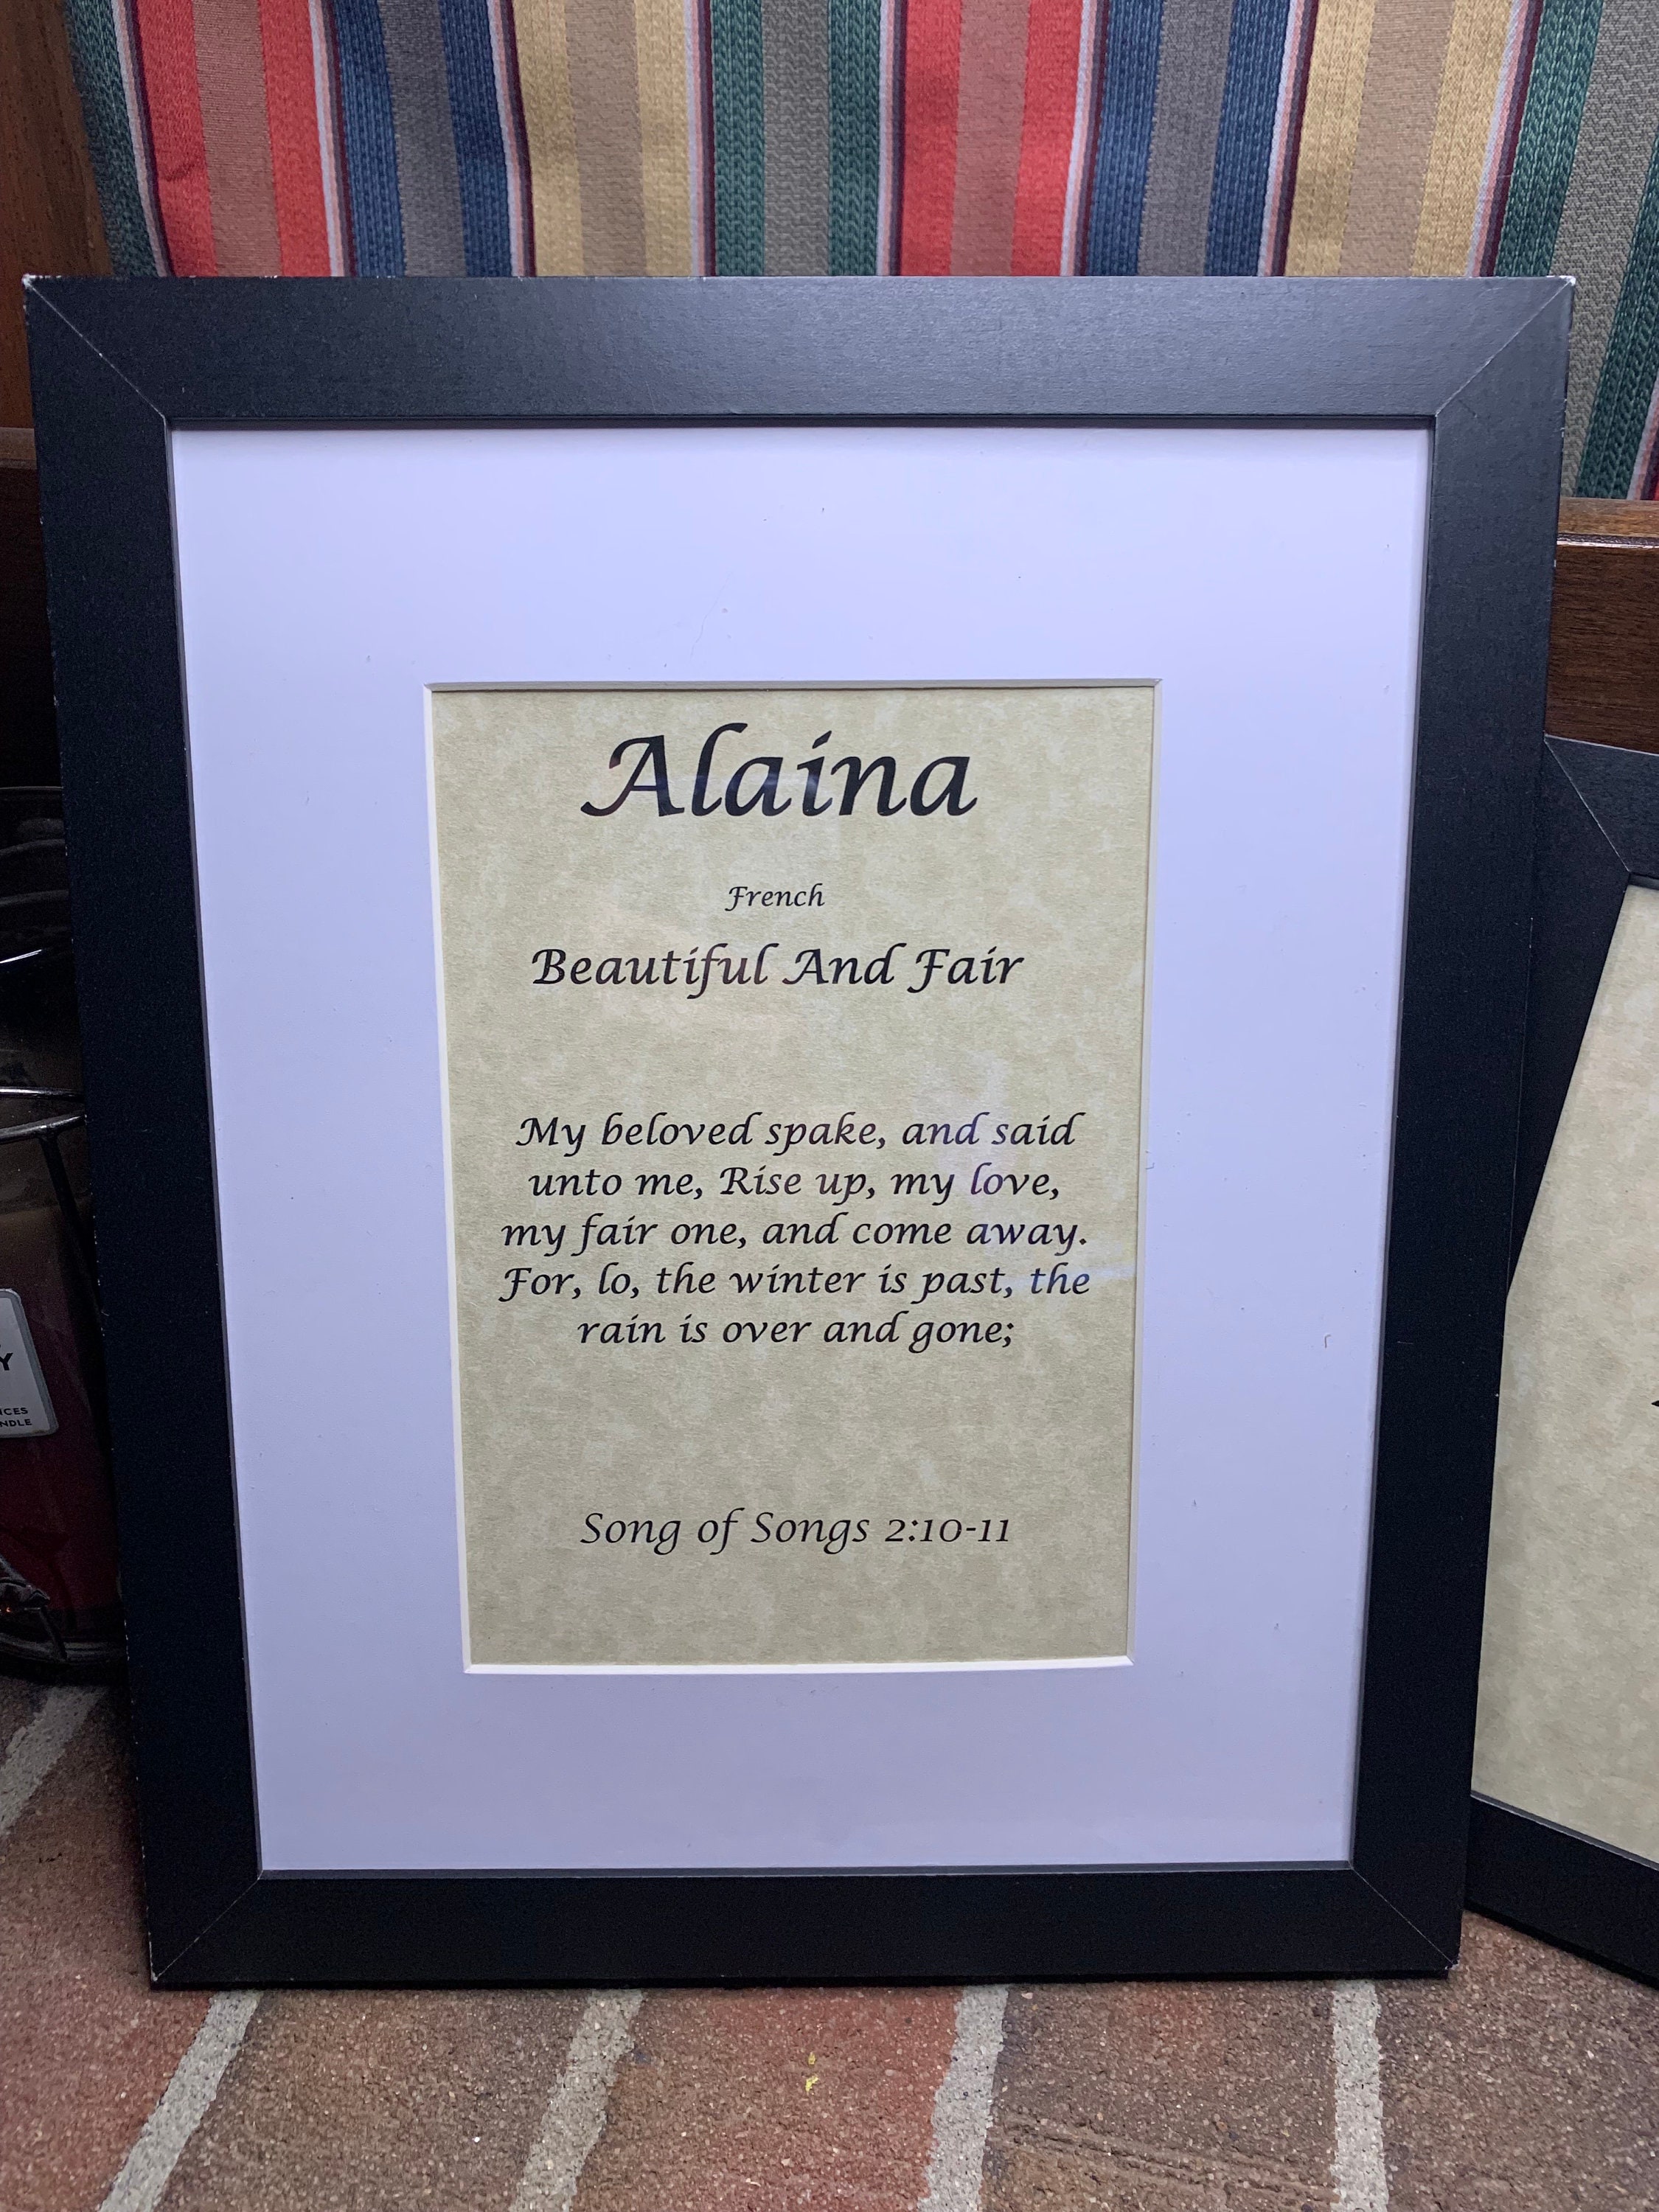 Alaina
French
Beautiful And Fair
My beloved spake, and said
unto me, Rise up, my love,
my fair one, and come away.
For, lo, the winter is past, the
rain is over and gone;
Song of Songs 2:10-11
Y